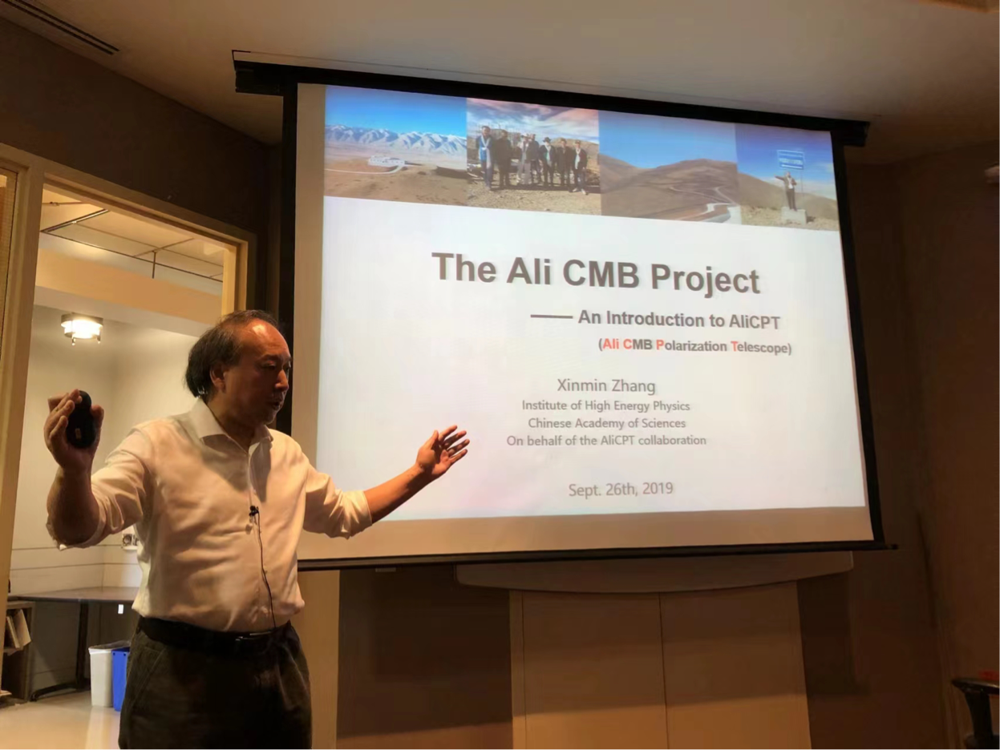 The Ali CMB Project
—— An Introduction to AliCPT
(Ali CMB Polarization Telescope)
Xinmin Zhang
Institute of High Energy Physics
Chinese Academy of Sciences
On behalf of the AliCPT collaboration
Sept. 26th, 2019